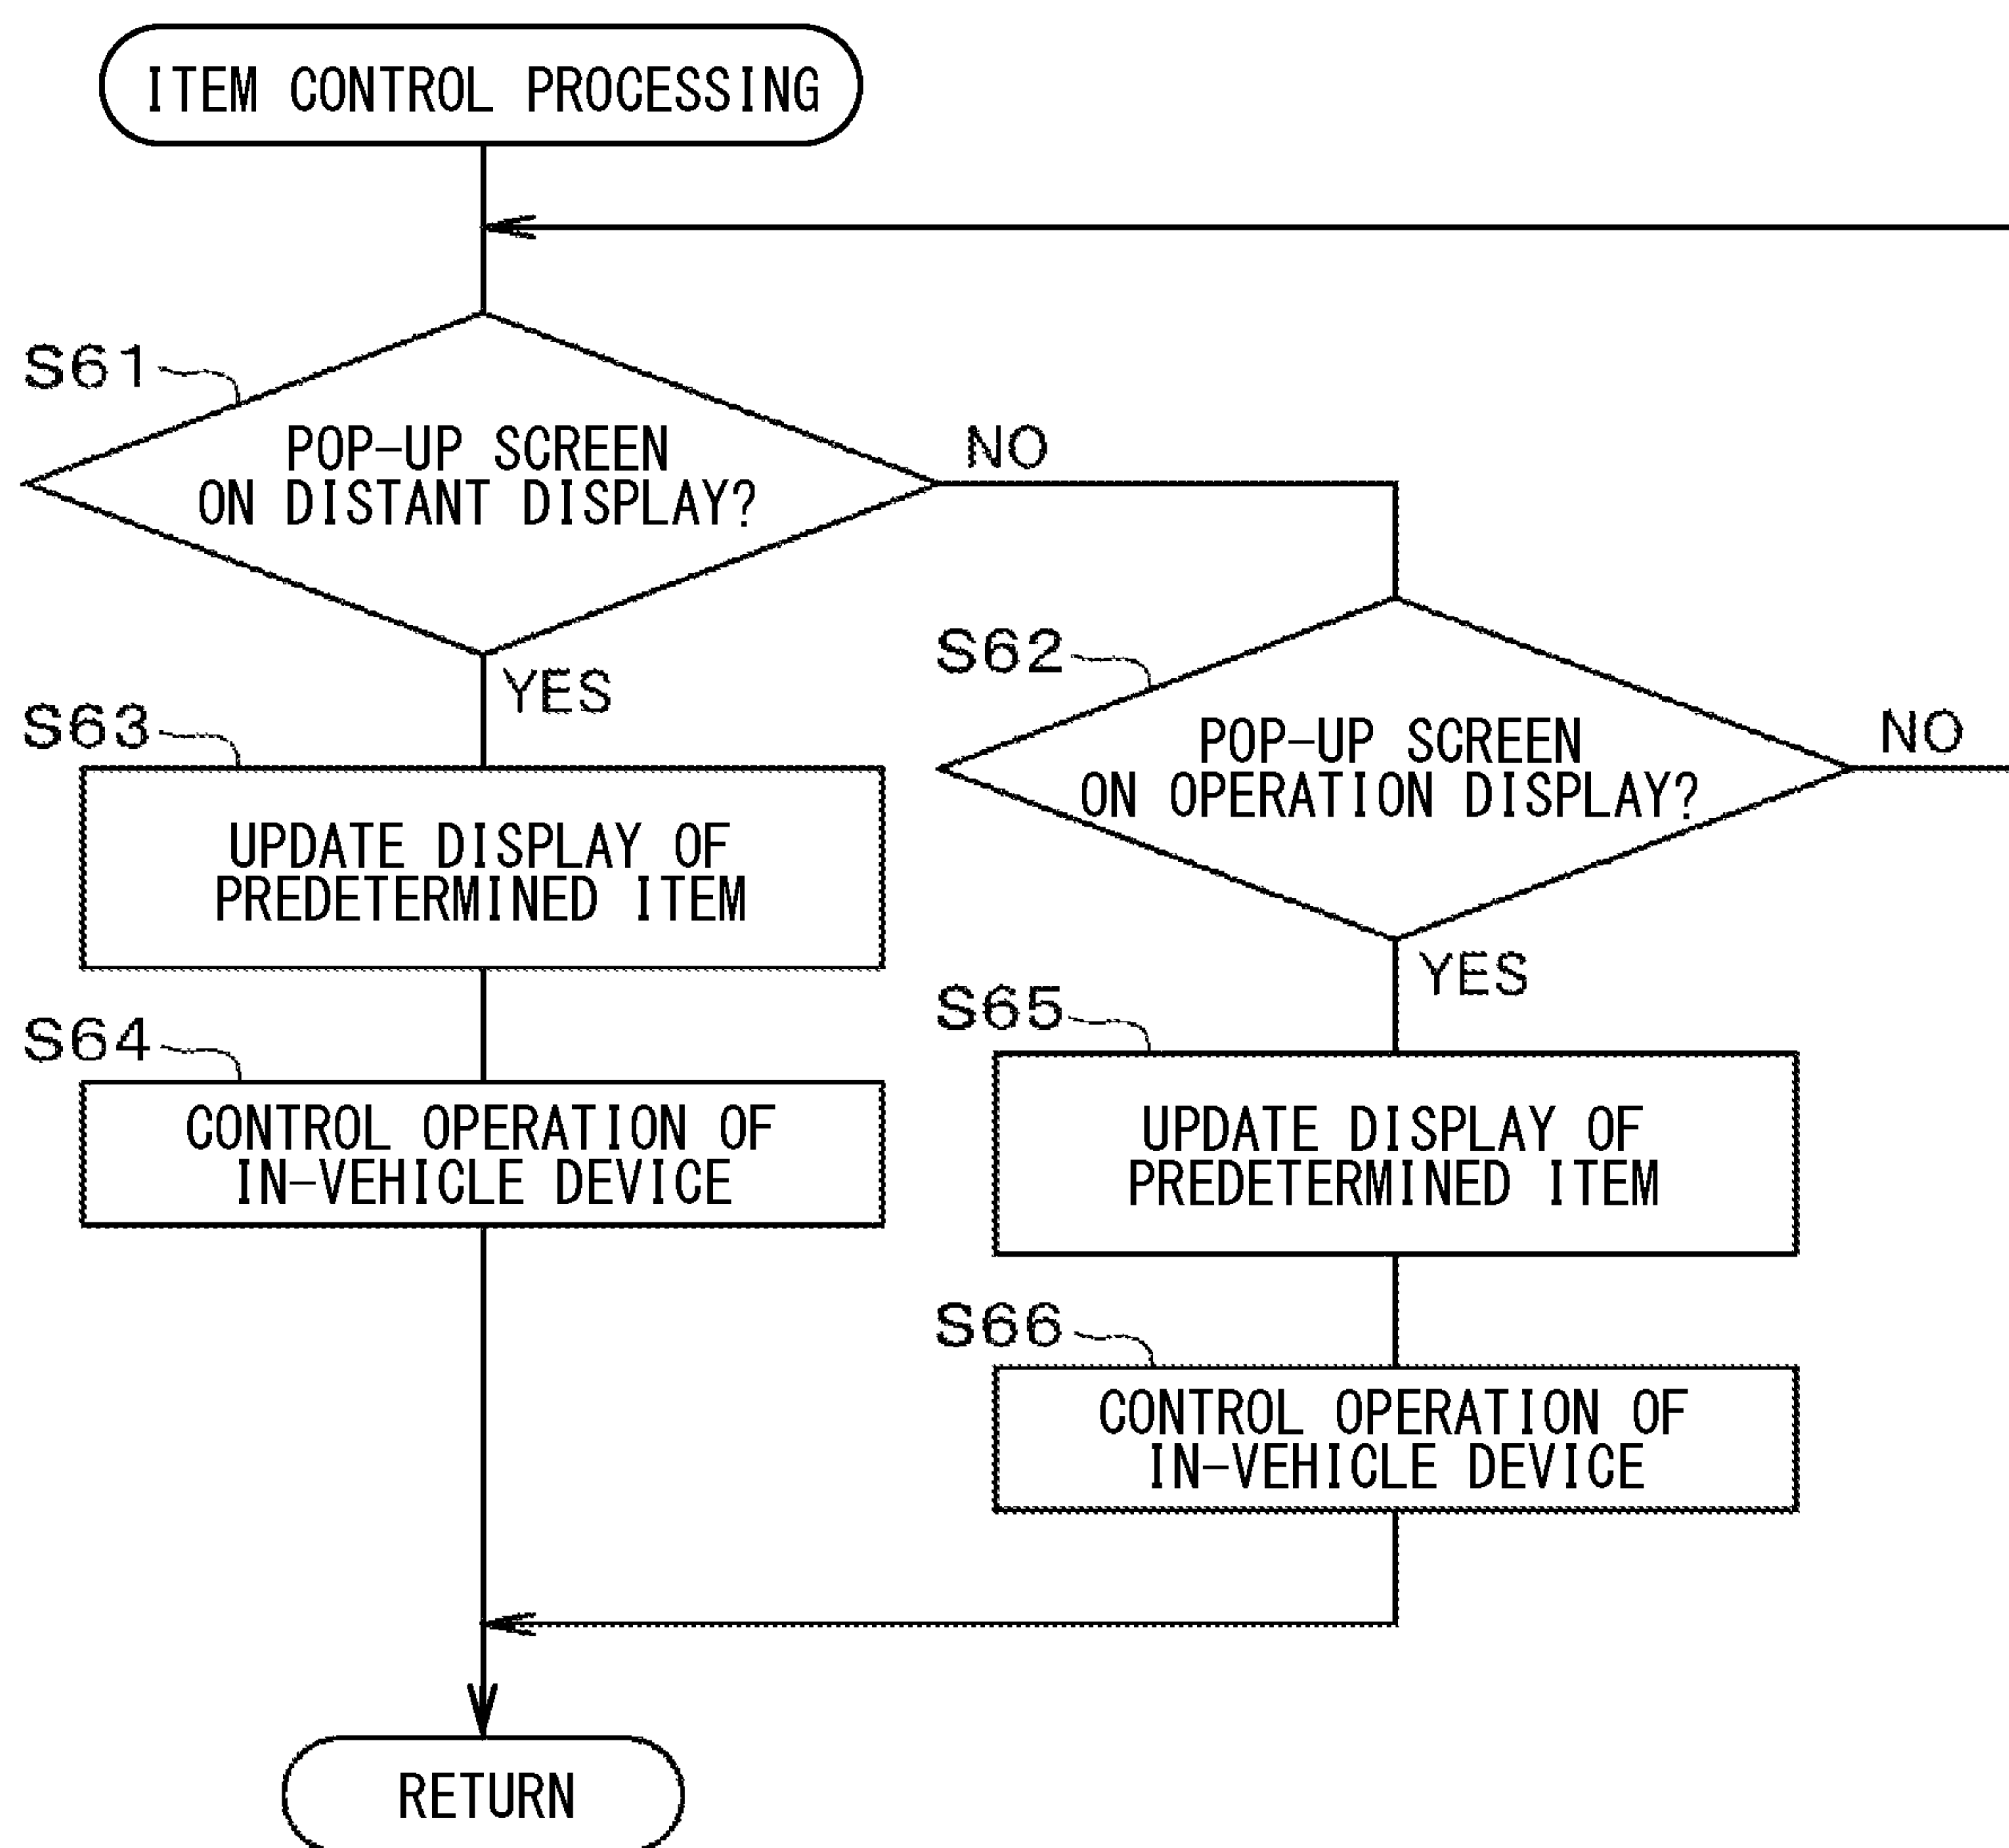 ITEM CONTROL PROCESSING
S61
POP-UP SCREEN
ON DISTANT DISPLAY?
NO
YES
S62
POP-UP SCREEN
ON OPERATION DISPLAY?
NO
YES
S63
UPDATE DISPLAY OF
PREDETERMINED ITEM
S64
CONTROL OPERATION OF
IN-VEHICLE DEVICE
S65
UPDATE DISPLAY OF
PREDETERMINED ITEM
S66
CONTROL OPERATION OF
IN-VEHICLE DEVICE
RETURN